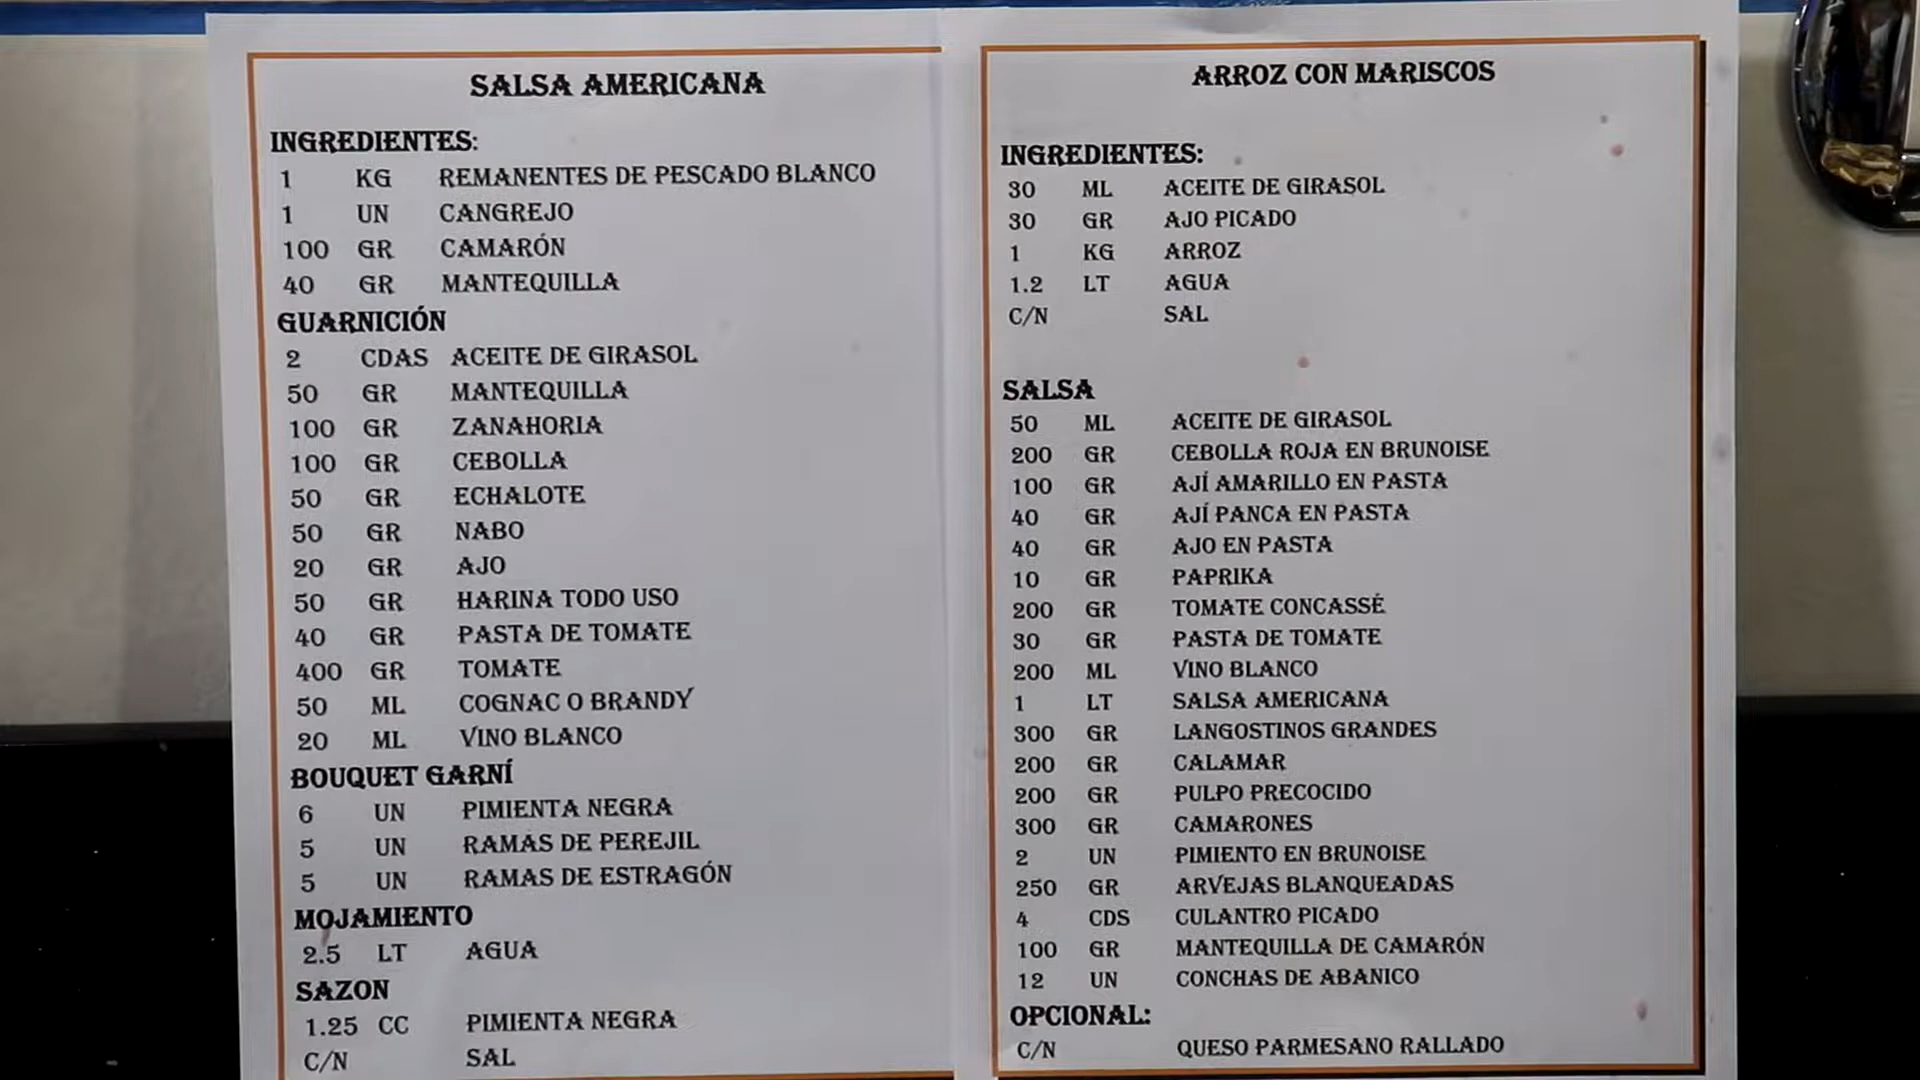 SALSA AMERICANA
INGREDIENTES:
1 KG REMANENTES DE PESCADO BLANCO
1 UN CANGREJO
100 GR CAMARÓN
40 GR MANTEQUILLA
GUARNICIÓN
2 CDAS ACEITE DE GIRASOL
50 GR MANTEQUILLA
100 GR ZANAHORIA
100 GR CEBOLLA
50 GR ECHALOTE
50 GR NABO
20 GR AJO
50 GR HARINA TODO USO
40 GR PASTA DE TOMATE
400 GR TOMATE
50 ML COGNAC O BRANDY
20 ML VINO BLANCO
BOUQUET GARNÍ
6 UN PIMIENTA NEGRA
5 UN RAMAS DE PEREJIL
5 UN RAMAS DE ESTRAGÓN
MOJAMIENTO
2.5 LT AGUA
SAZON
1.25 CC PIMIENTA NEGRA
C/N SAL
ARROZ CON MARISCOS
INGREDIENTES:
30 ML ACEITE DE GIRASOL
30 GR AJO PICADO
1 KG ARROZ
1.2 LT AGUA
C/N SAL
SALSA
50 ML ACEITE DE GIRASOL
200 GR CEBOLLA ROJA EN BRUNOISE
100 GR AJÍ AMARILLO EN PASTA
40 GR AJÍ PANCA EN PASTA
40 GR AJO EN PASTA
10 GR PAPRIKA
200 GR TOMATE CONCASSÉ
30 GR PASTA DE TOMATE
200 ML VINO BLANCO
1 LT SALSA AMERICANA
300 GR LANGOSTINOS GRANDES
200 GR CALAMAR
200 GR PULPO PRECOCIDO
300 GR CAMARONES
2 UN PIMIENTO EN BRUNOISE
250 GR ARVEJAS BLANQUEADAS
4 CDS CULANTRO PICADO
100 GR MANTEQUILLA DE CAMARÓN
12 UN CONCHAS DE ABANICO
OPCIONAL:
C/N QUESO PARMESANO RALLADO